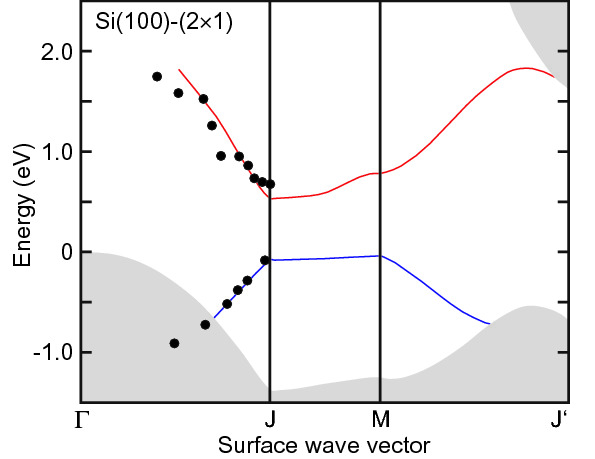 Si(100)-(2×1)
2.0
1.0
0
-1.0
Energy (eV)
Γ J M J‘
Surface wave vector